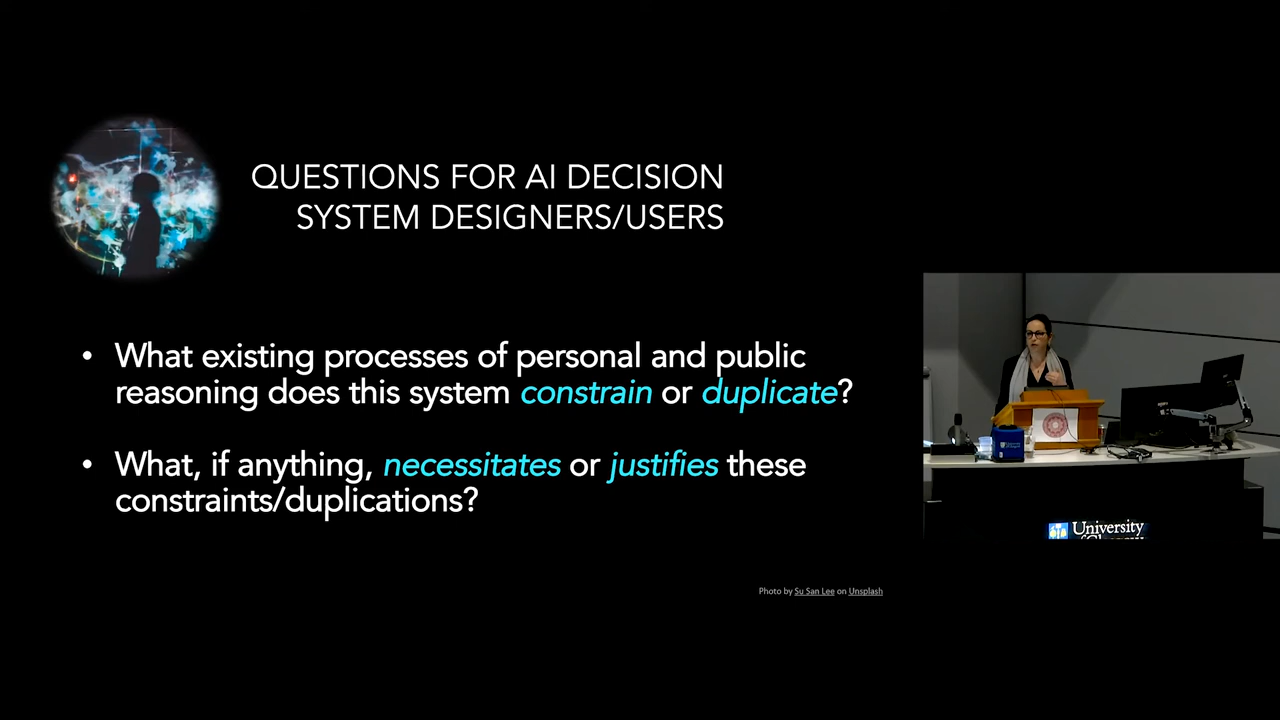 QUESTIONS FOR AI DECISION
SYSTEM DESIGNERS/USERS
• What existing processes of personal and public
reasoning does this system constrain or duplicate?
• What, if anything, necessitates or justifies these
constraints/duplications?
Photo by Su San Lee on Unsplash
University